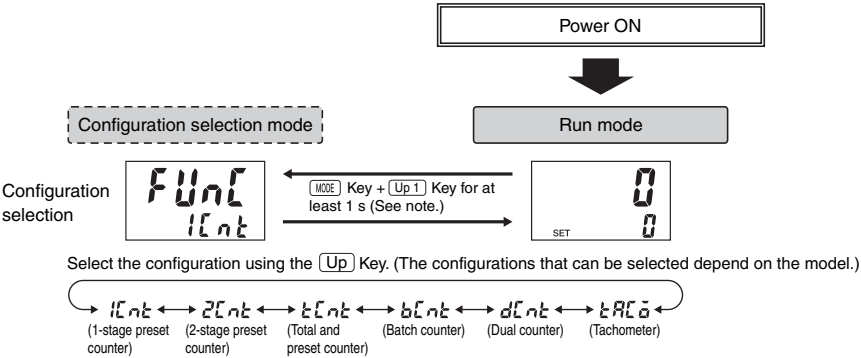 Power ON
Configuration selection mode
Run mode
Configuration
selection
FUnC
1Cnt
MODE Key + Up 1 Key for at
least 1 s (See note.)
0
SET 0
Select the configuration using the Up Key. (The configurations that can be selected depend on the model.)
1Cnt 2Cnt tCnt bCnt dCnt tACo
(1-stage preset (2-stage preset (Total and (Batch counter) (Dual counter) (Tachometer)
counter) counter) preset counter)